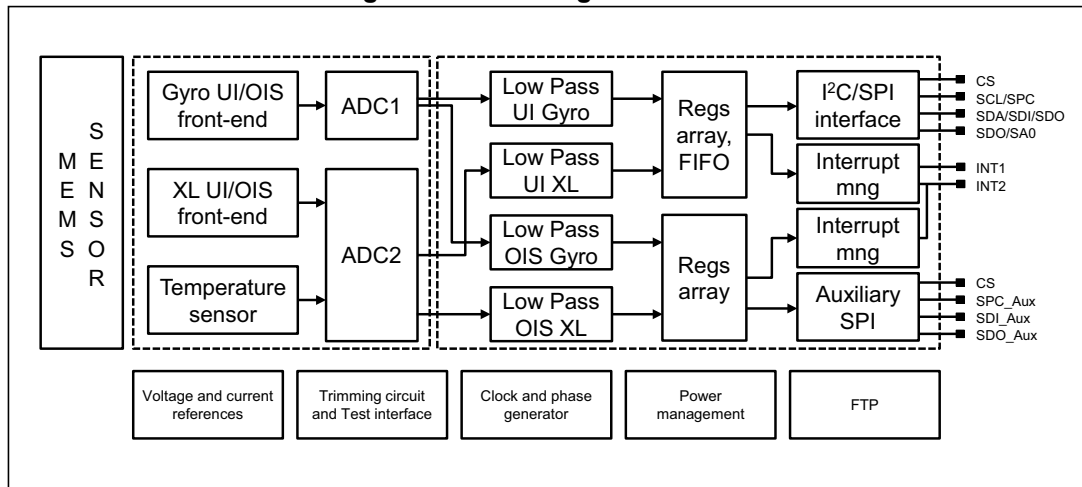 MEMS
SENSOR
Gyro UI/OIS
front-end
XL UI/OIS
front-end
Temperature
sensor
ADC1
ADC2
Low Pass
UI Gyro
Low Pass
UI XL
Low Pass
OIS Gyro
Low Pass
OIS XL
Regs
array,
FIFO
Regs
array
I²C/SPI
interface
Interrupt
mng
Interrupt
mng
Auxiliary
SPI
CS
SCL/SPC
SDA/SDI/SDO
SDO/SA0
INT1
INT2
CS
SPC_Aux
SDI_Aux
SDO_Aux
Voltage and current
references
Trimming circuit
and Test interface
Clock and phase
generator
Power
management
FTP